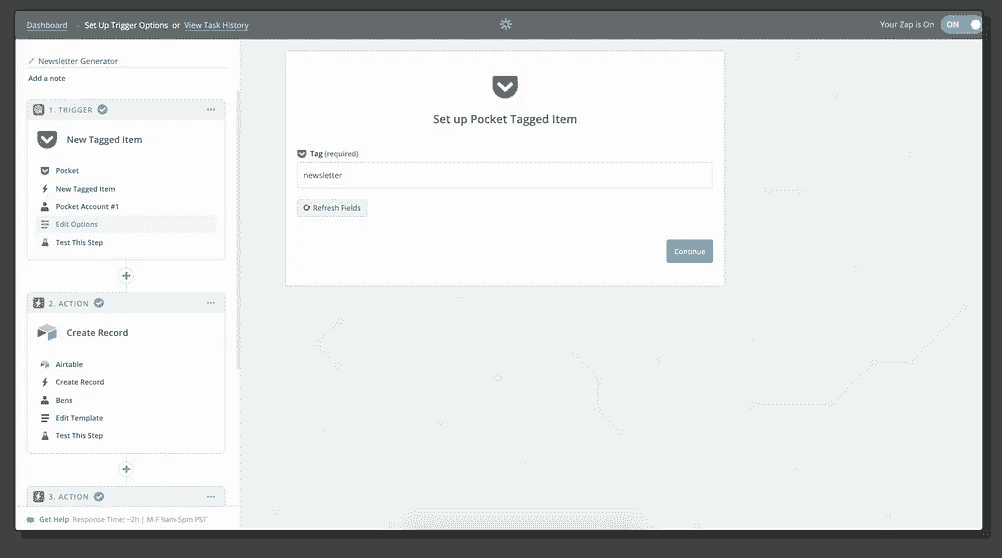 Dashboard → Set Up Trigger Options or View Task History
Your Zap is On ON
Newsletter Generator
Add a note
1. TRIGGER
New Tagged Item
Pocket
New Tagged Item
Pocket Account #1
Edit Options
Test This Step
2. ACTION
Create Record
Airtable
Create Record
Bens
Edit Template
Test This Step
3. ACTION
Get Help Response Time: ~2h | M-F 9am-5pm PST
Set up Pocket Tagged Item
Tag (required)
newsletter
Refresh Fields
Continue